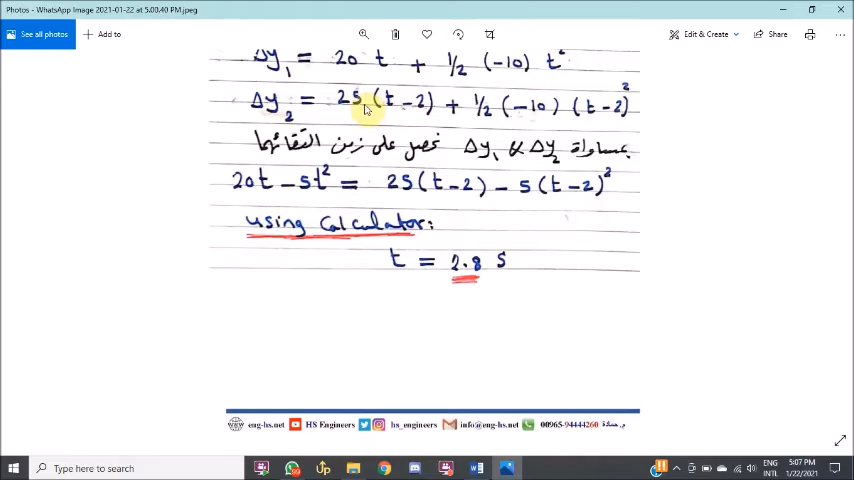 Photos - WhatsApp Image 2021-01-22 at 5.00.40 PM.jpeg
See all photos
Add to
Edit & Create
Share
Δy₁ = 20 t + 1/2 (-10) t²
Δy₂ = 25 (t - 2) + 1/2 (-10) (t - 2)²
بمساواة Δy₁ & Δy₂ نحصل على زمن التقائهما
20t - 5t² = 25(t - 2) - 5(t - 2)²
using Calculator:
t = 2.8 s
eng-hs.net HS Engineers hs_engineers info@eng-hs.net 00965-94444260 م. حمادة
Type here to search
ENG 5:07 PM
INTL 1/22/2021